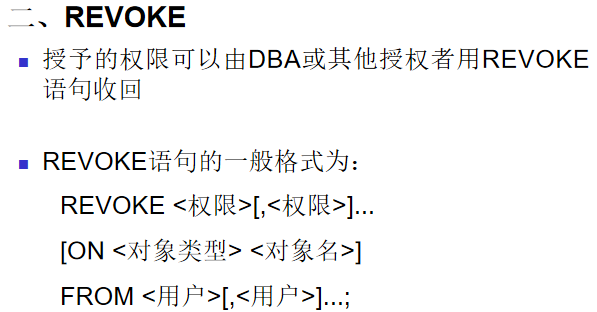 二、REVOKE
授予的权限可以由DBA或其他授权者用REVOKE
语句收回
REVOKE语句的一般格式为：
REVOKE <权限>[,<权限>]...
[ON <对象类型> <对象名>]
FROM <用户>[,<用户>]...;